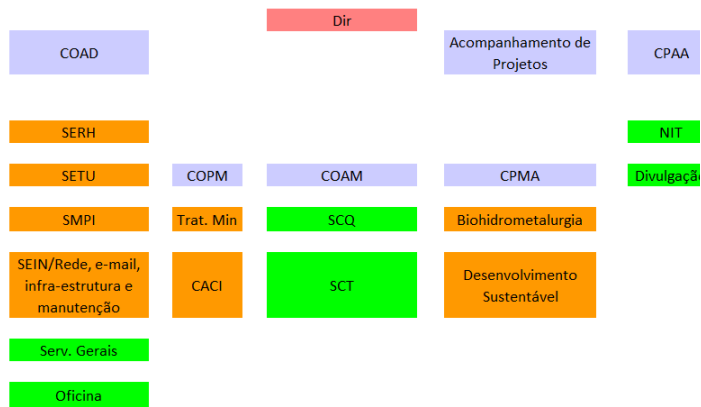 Dir
COAD
Acompanhamento de
Projetos
CPAA
SERH
NIT
SETU
COPM
COAM
CPMA
Divulgação
SMPI
Trat. Min
SCQ
Biohidrometalurgia
SEIN/Rede, e-mail,
infra-estrutura e
manutenção
CACI
SCT
Desenvolvimento
Sustentável
Serv. Gerais
Oficina